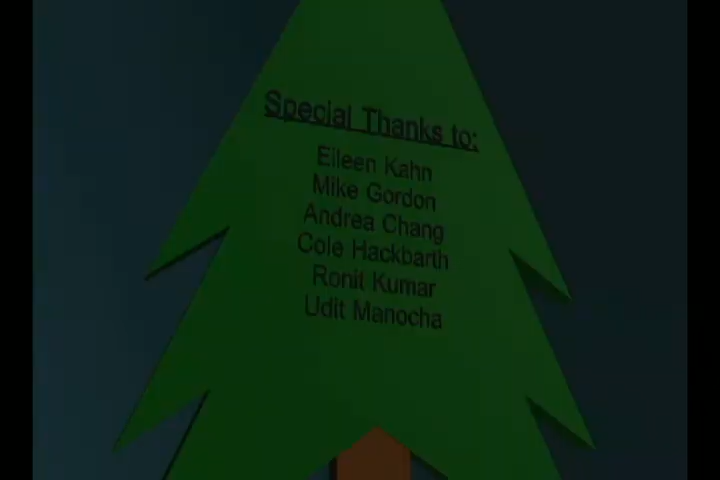 Special Thanks to:
Eileen Kahn
Mike Gordon
Andrea Chang
Cole Hackbarth
Ronit Kumar
Udit Manocha